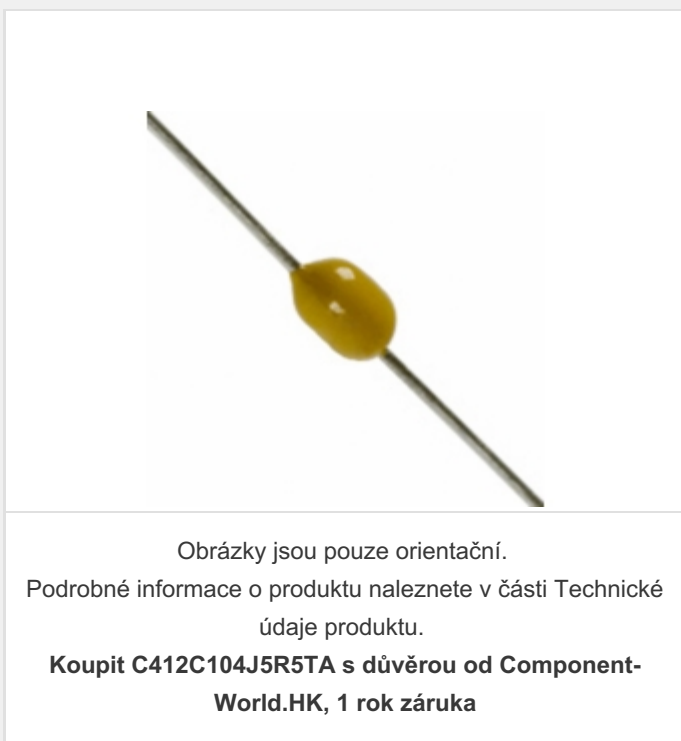 Obrázky jsou pouze orientační.
Podrobné informace o produktu naleznete v části Technické
údaje produktu.
Koupit C412C104J5R5TA s důvěrou od Component-
World.HK, 1 rok záruka